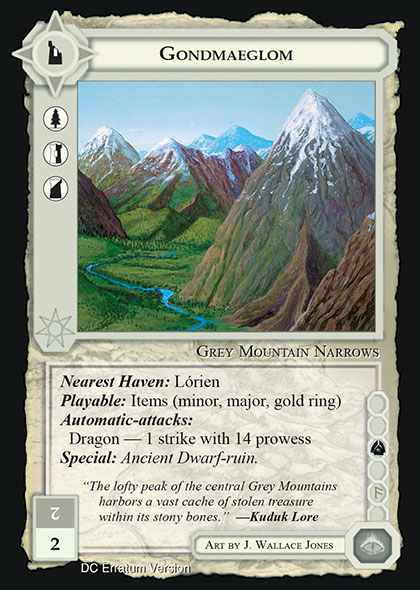 Gondmaeglom
Grey Mountain Narrows
Nearest Haven: Lórien
Playable: Items (minor, major, gold ring)
Automatic-attacks:
Dragon — 1 strike with 14 prowess
Special: Ancient Dwarf-ruin.
“The lofty peak of the central Grey Mountains
harbors a vast cache of stolen treasure
within its stony bones.” —Kuduk Lore
2
2
Art by J. Wallace Jones
DC Erratum Version